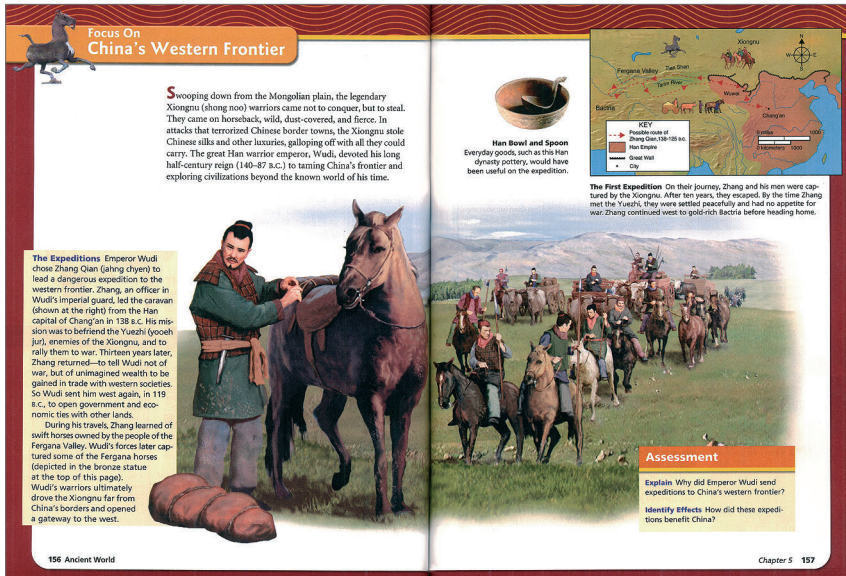 Focus On
China's Western Frontier
Swooping down from the Mongolian plain, the legendary
Xiongnu (shong noo) warriors came not to conquer, but to steal.
They came on horseback, wild, dust-covered, and fierce. In
attacks that terrorized Chinese border towns, the Xiongnu stole
Chinese silks and other luxuries, galloping off with all they could
carry. The great Han warrior emperor, Wudi, devoted his long
half-century reign (140–87 B.C.) to taming China's frontier and
exploring civilizations beyond the known world of his time.
The Expeditions Emperor Wudi
chose Zhang Qian (jahng chyen) to
lead a dangerous expedition to the
western frontier. Zhang, an officer in
Wudi's imperial guard, led the caravan
(shown at the right) from the Han
capital of Chang'an in 138 B.C. His mis-
sion was to befriend the Yuezhi (yooeh
jur), enemies of the Xiongnu, and to
rally them to war. Thirteen years later,
Zhang returned—to tell Wudi not of
war, but of unimagined wealth to be
gained in trade with western societies.
So Wudi sent him west again, in 119
B.C., to open government and eco-
nomic ties with other lands.
During his travels, Zhang learned of
swift horses owned by the people of the
Fergana Valley. Wudi's forces later cap-
tured some of the Fergana horses
(depicted in the bronze statue
at the top of this page).
Wudi's warriors ultimately
drove the Xiongnu far from
China's borders and opened
a gateway to the west.
156 Ancient World
Han Bowl and Spoon
Everyday goods, such as this Han
dynasty pottery, would have
been useful on the expedition.
Xiongnu
N
W
E
S
Fergana Valley
Tian Shan
Tarim River
Wuwei
Bactria
Chang'an
KEY
Possible route of
Zhang Qian, 138-125 B.C.
Han Empire
Great Wall
City
0 miles 1000
0 kilometers 1000
The First Expedition On their journey, Zhang and his men were cap-
tured by the Xiongnu. After ten years, they escaped. By the time Zhang
met the Yuezhi, they were settled peacefully and had no appetite for
war. Zhang continued west to gold-rich Bactria before heading home.
Assessment
Explain Why did Emperor Wudi send
expeditions to China's western frontier?
Identify Effects How did these expedi-
tions benefit China?
Chapter 5 157